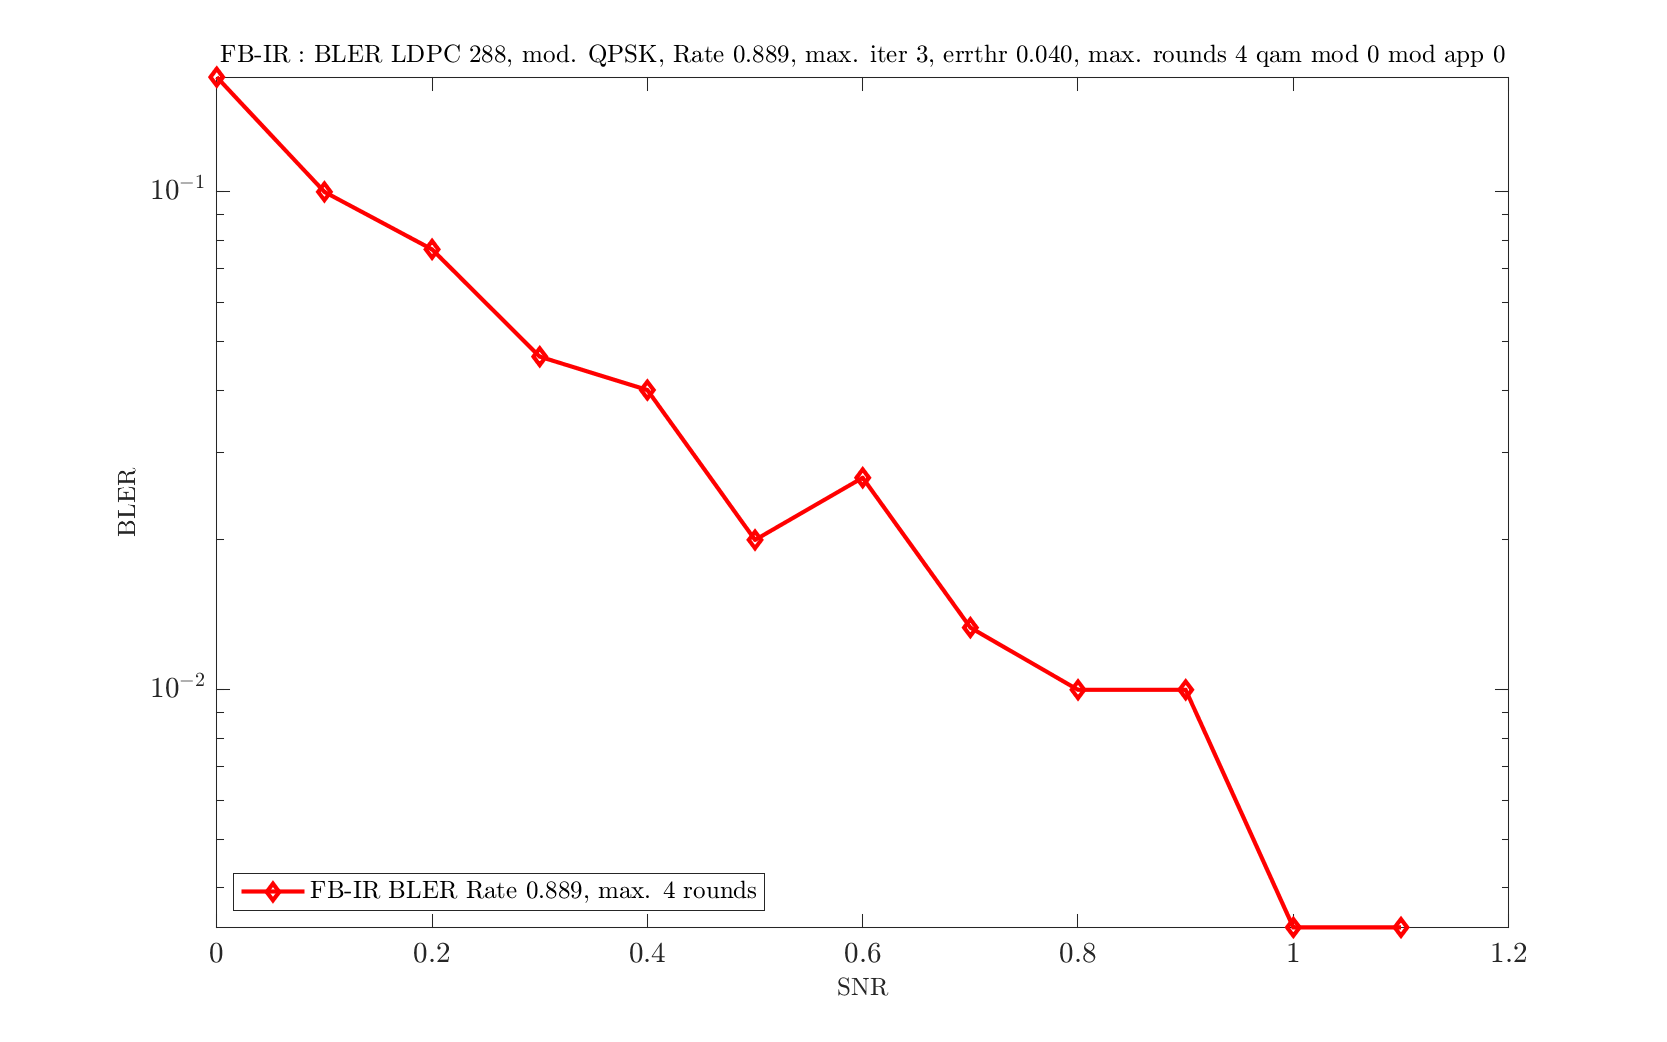 FB-IR : BLER LDPC 288, mod. QPSK, Rate 0.889, max. iter 3, errthr 0.040, max. rounds 4 qam mod 0 mod app 0
10⁻¹
BLER
10⁻²
FB-IR BLER Rate 0.889, max. 4 rounds
0 0.2 0.4 0.6 0.8 1 1.2
SNR